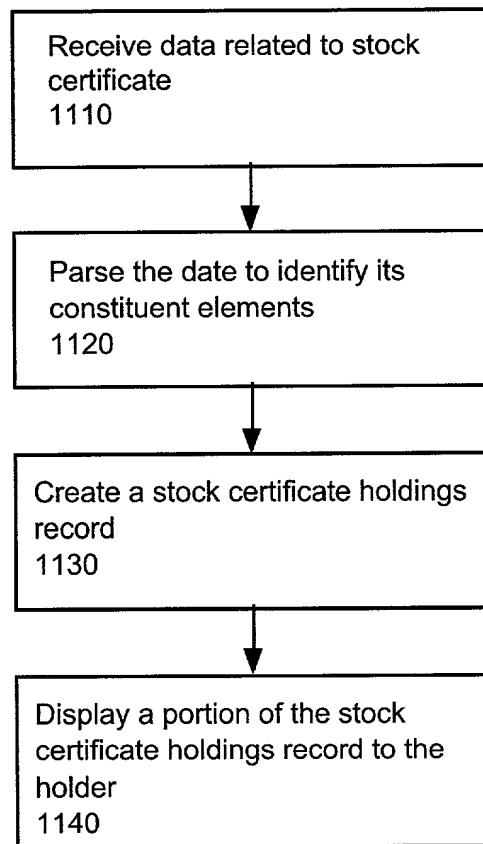 Receive data related to stock
certificate
1110
Parse the date to identify its
constituent elements
1120
Create a stock certificate holdings
record
1130
Display a portion of the stock
certificate holdings record to the
holder
1140